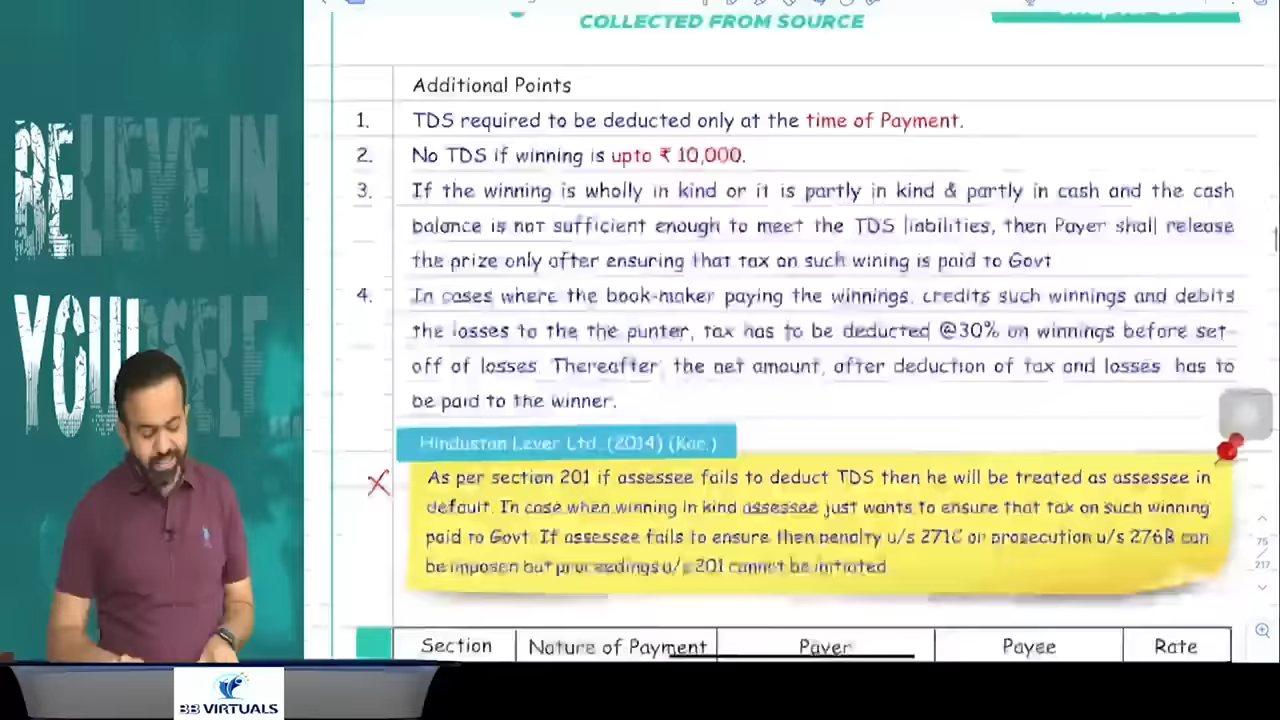 COLLECTED FROM SOURCE
Additional Points
1. TDS required to be deducted only at the time of Payment.
2. No TDS if winning is upto ₹ 10,000.
3. If the winning is wholly in kind or it is partly in kind & partly in cash and the cash
balance is not sufficient enough to meet the TDS liabilities, then Payer shall release
the prize only after ensuring that tax on such wining is paid to Govt
4. In cases where the book-maker paying the winnings, credits such winnings and debits
the losses to the the punter, tax has to be deducted @30% on winnings before set-
off of losses. Thereafter, the net amount, after deduction of tax and losses has to
be paid to the winner.
Hindustan Lever Ltd. (2014) (Kar.)
As per section 201 if assessee fails to deduct TDS then he will be treated as assessee in
default. In case when winning in kind assessee just wants to ensure that tax on such winning
paid to Govt. If assessee fails to ensure then penalty u/s 271C or prosecution u/s 276B can
be imposen but proceedings u/s 201 cannot be initiated
Section Nature of Payment Payer Payee Rate
75
217
BELIEVE IN
YOURSELF
BB VIRTUALS